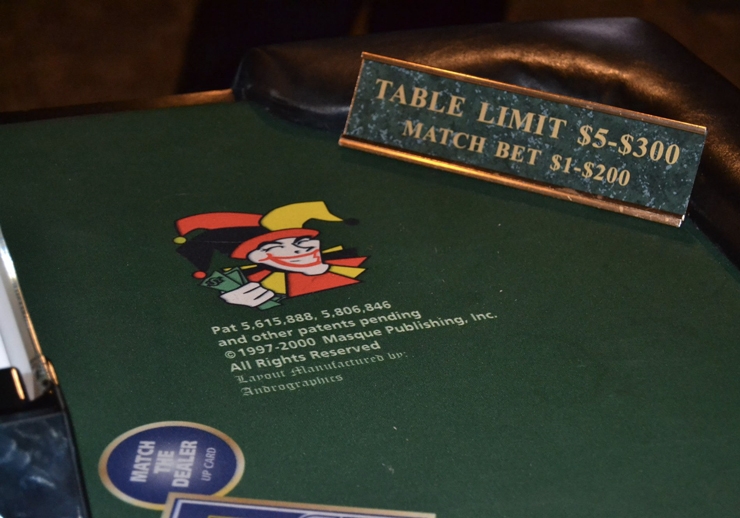 TABLE LIMIT $5-$300
MATCH BET $1-$200
Pat 5,615,888, 5,806,846
and other patents pending
©1997-2000 Masque Publishing, Inc.
All Rights Reserved
Layout Manufactured by:
Andrographics
MATCH
THE
DEALER
UP CARD